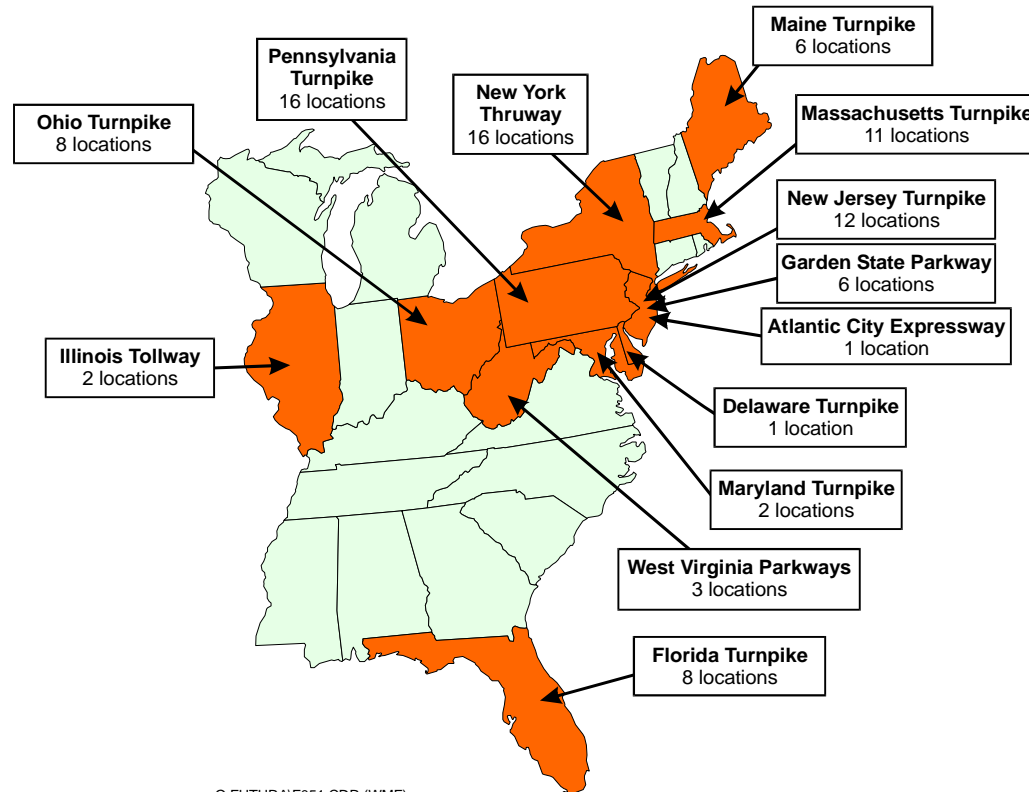 Maine Turnpike
6 locations
Pennsylvania
Turnpike
16 locations
New York
Thruway
16 locations
Massachusetts Turnpike
11 locations
Ohio Turnpike
8 locations
New Jersey Turnpike
12 locations
Garden State Parkway
6 locations
Atlantic City Expressway
1 location
Illinois Tollway
2 locations
Delaware Turnpike
1 location
Maryland Turnpike
2 locations
West Virginia Parkways
3 locations
Florida Turnpike
8 locations